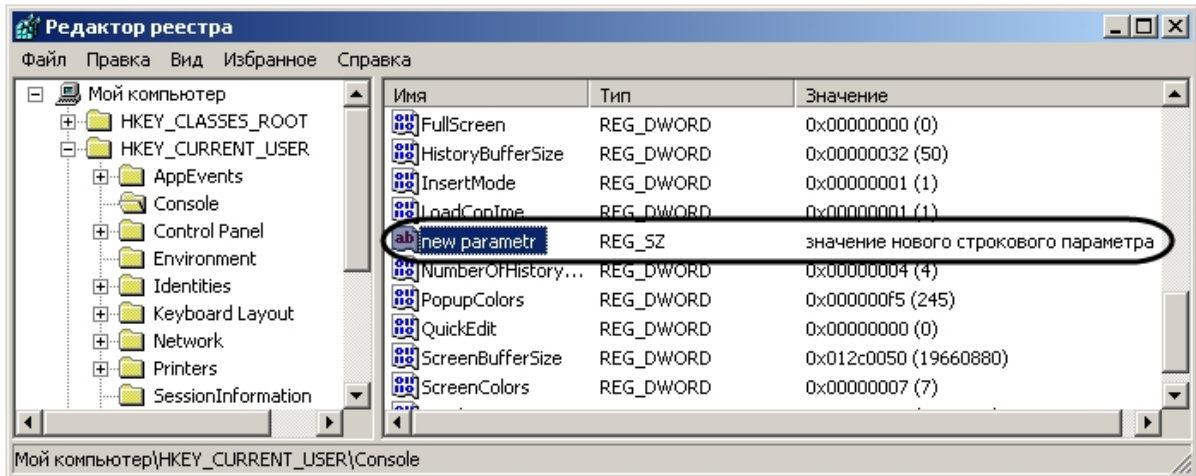 Редактор реестра
Файл Правка Вид Избранное Справка
Мой компьютер
HKEY_CLASSES_ROOT
HKEY_CURRENT_USER
AppEvents
Console
Control Panel
Environment
Identities
Keyboard Layout
Network
Printers
SessionInformation
Имя Тип Значение
FullScreen REG_DWORD 0x00000000 (0)
HistoryBufferSize REG_DWORD 0x00000032 (50)
InsertMode REG_DWORD 0x00000001 (1)
LoadConIme REG_DWORD 0x00000001 (1)
new parametr REG_SZ значение нового строкового параметра
NumberOfHistory... REG_DWORD 0x00000004 (4)
PopupColors REG_DWORD 0x000000f5 (245)
QuickEdit REG_DWORD 0x00000000 (0)
ScreenBufferSize REG_DWORD 0x012c0050 (19660880)
ScreenColors REG_DWORD 0x00000007 (7)
Мой компьютер\HKEY_CURRENT_USER\Console